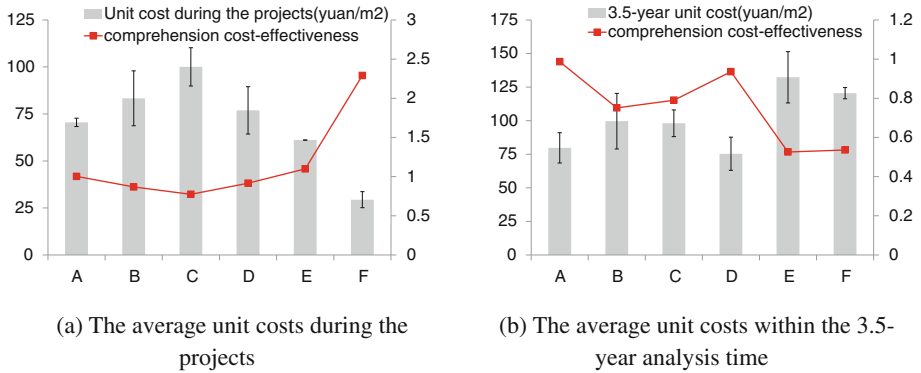 125
100
75
50
25
0
Unit cost during the projects(yuan/m2)
comprehension cost-effectiveness
3
2.5
2
1.5
1
0.5
0
A B C D E F
(a) The average unit costs during the
projects
175
150
125
100
75
50
25
0
3.5-year unit cost(yuan/m2)
comprehension cost-effectiveness
1.2
1
0.8
0.6
0.4
0.2
0
A B C D E F
(b) The average unit costs within the 3.5-
year analysis time